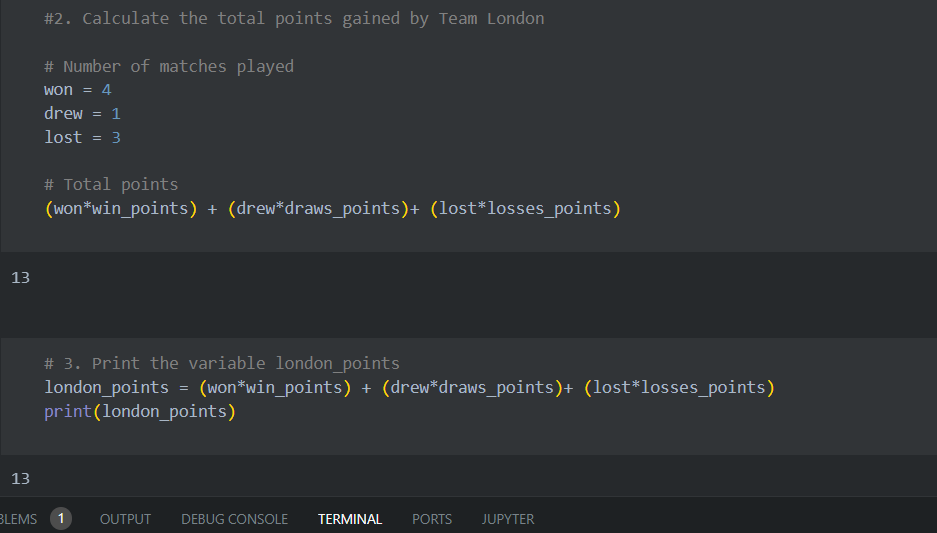 #2. Calculate the total points gained by Team London
# Number of matches played
won = 4
drew = 1
lost = 3
# Total points
(won*win_points) + (drew*draws_points)+ (lost*losses_points)
13
# 3. Print the variable london_points
london_points = (won*win_points) + (drew*draws_points)+ (lost*losses_points)
print(london_points)
13
BLEMS 1 OUTPUT DEBUG CONSOLE TERMINAL PORTS JUPYTER